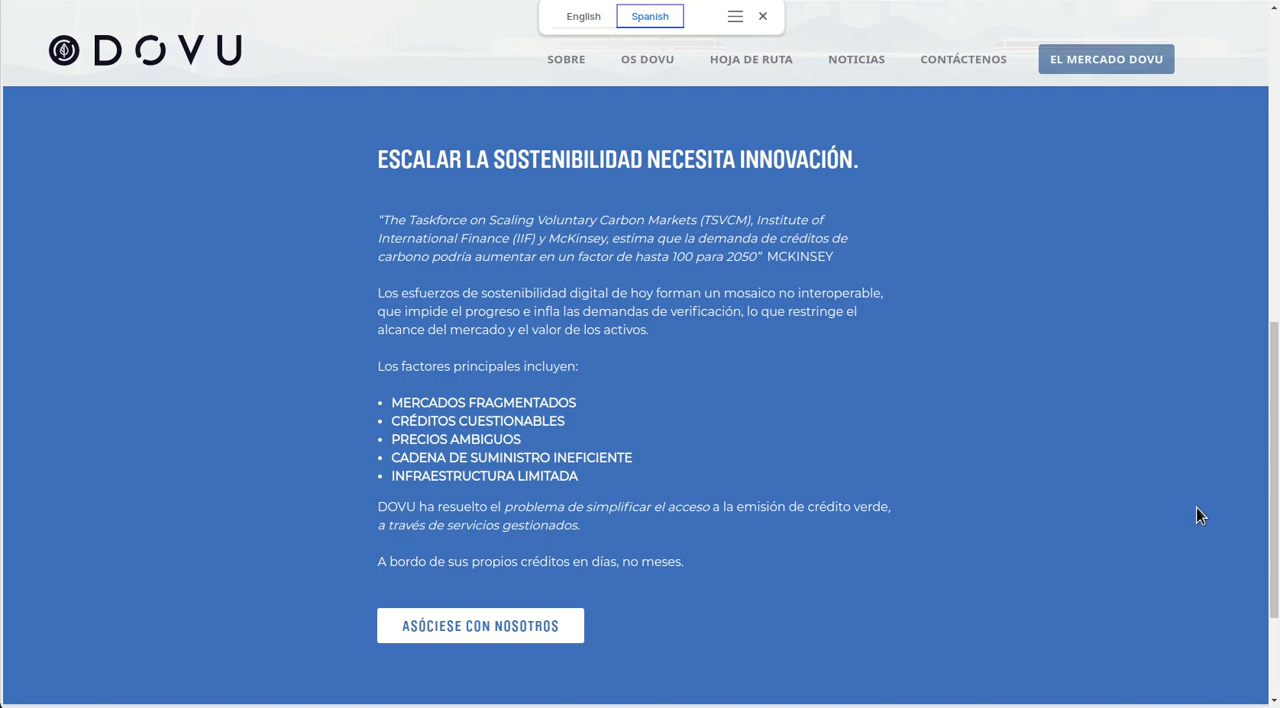 English
Spanish
DOVU
SOBRE
OS DOVU
HOJA DE RUTA
NOTICIAS
CONTÁCTENOS
EL MERCADO DOVU
ESCALAR LA SOSTENIBILIDAD NECESITA INNOVACIÓN.
“The Taskforce on Scaling Voluntary Carbon Markets (TSVCM), Institute of
International Finance (IIF) y McKinsey, estima que la demanda de créditos de
carbono podría aumentar en un factor de hasta 100 para 2050” MCKINSEY
Los esfuerzos de sostenibilidad digital de hoy forman un mosaico no interoperable,
que impide el progreso e infla las demandas de verificación, lo que restringe el
alcance del mercado y el valor de los activos.
Los factores principales incluyen:
• MERCADOS FRAGMENTADOS
• CRÉDITOS CUESTIONABLES
• PRECIOS AMBIGUOS
• CADENA DE SUMINISTRO INEFICIENTE
• INFRAESTRUCTURA LIMITADA
DOVU ha resuelto el problema de simplificar el acceso a la emisión de crédito verde,
a través de servicios gestionados.
A bordo de sus propios créditos en días, no meses.
ASÓCIESE CON NOSOTROS